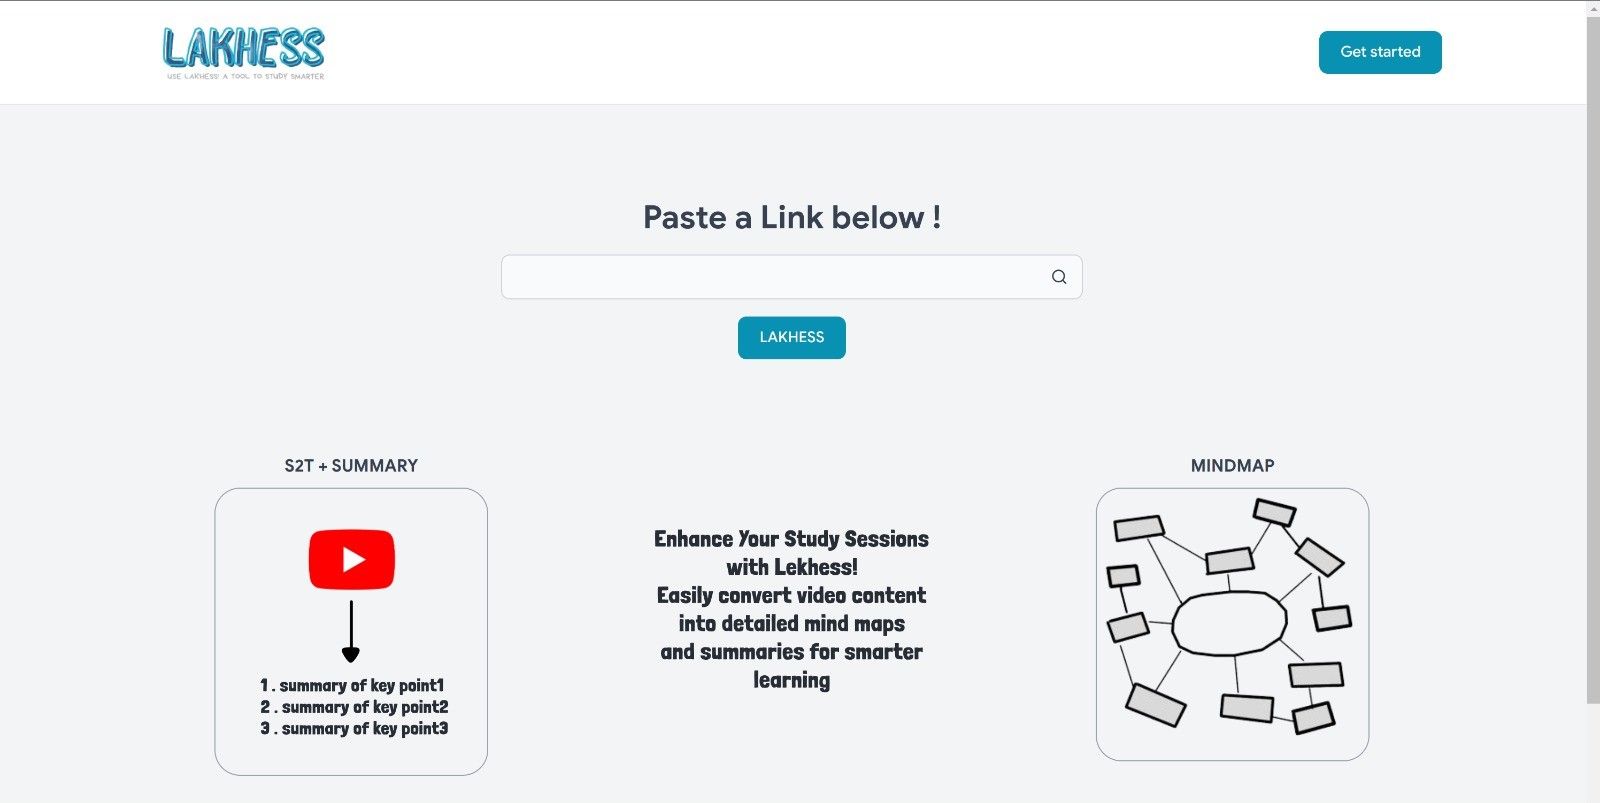 LAKHESS
USE LAKHESS! A TOOL TO STUDY SMARTER
Get started
Paste a Link below !
LAKHESS
S2T + SUMMARY
1 . summary of key point1
2 . summary of key point2
3 . summary of key point3
Enhance Your Study Sessions
with Lekhess!
Easily convert video content
into detailed mind maps
and summaries for smarter
learning
MINDMAP